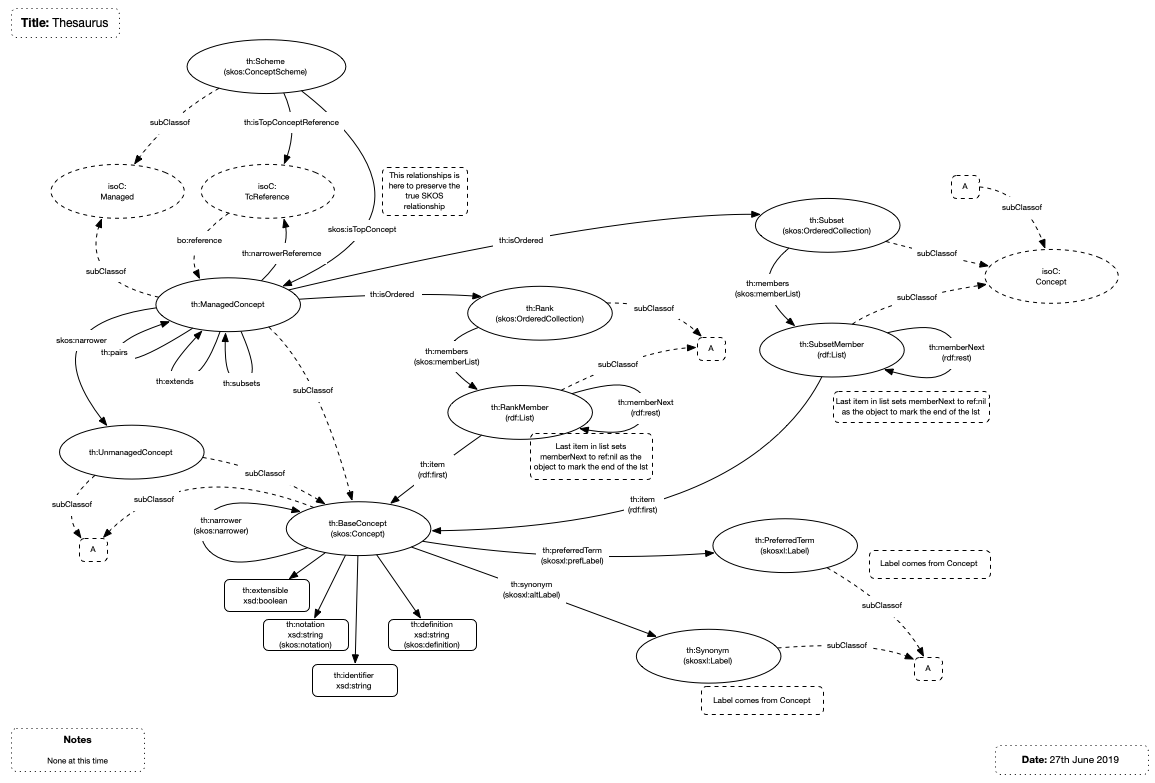 Title: Thesaurus
th:Scheme
(skos:ConceptScheme)
subClassof
th:isTopConceptReference
isoC:
Managed
isoC:
TcReference
This relationships is
here to preserve the
true SKOS
relationship
A
subClassof
th:Subset
(skos:OrderedCollection)
skos:isTopConcept
bo:reference
th:isOrdered
th:narrowerReference
subClassof
subClassof
isoC:
Concept
th:members
(skos:memberList)
th:ManagedConcept
th:isOrdered
subClassof
th:Rank
(skos:OrderedCollection)
subClassof
skos:narrower
th:pairs
th:extends
th:subsets
th:members
(skos:memberList)
A
th:SubsetMember
(rdf:List)
th:memberNext
(rdf:rest)
subClassof
subClassof
th:RankMember
(rdf:List)
th:memberNext
(rdf:rest)
Last item in list sets memberNext to ref:nil
as the object to mark the end of the lst
Last item in list sets
memberNext to ref:nil as the
object to mark the end of the lst
th:UnmanagedConcept
subClassof
th:item
(rdf:first)
subClassof
subClassof
th:item
(rdf:first)
th:narrower
(skos:narrower)
th:BaseConcept
(skos:Concept)
A
th:preferredTerm
(skosxl:prefLabel)
th:PreferredTerm
(skosxl:Label)
Label comes from Concept
th:extensible
xsd:boolean
th:synonym
(skosxl:altLabel)
subClassof
th:notation
xsd:string
(skos:notation)
th:definition
xsd:string
(skos:definition)
th:identifier
xsd:string
th:Synonym
(skosxl:Label)
subClassof
A
Label comes from Concept
Notes
None at this time
Date: 27th June 2019